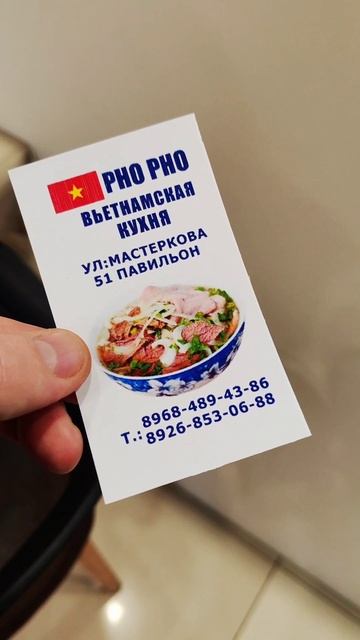 PHO PHO
ВЬЕТНАМСКАЯ
КУХНЯ
УЛ:МАСТЕРКОВА
51 ПАВИЛЬОН
8968-489-43-86
Т.: 8926-853-06-88